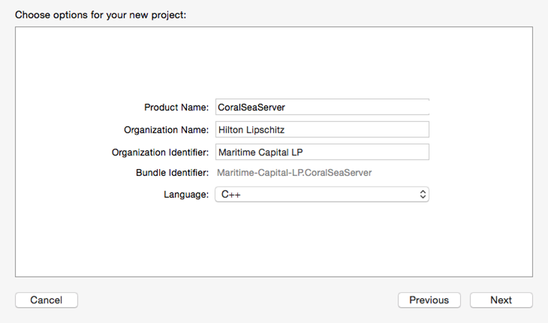 Choose options for your new project:
Product Name: CoralSeaServer
Organization Name: Hilton Lipschitz
Organization Identifier: Maritime Capital LP
Bundle Identifier: Maritime-Capital-LP.CoralSeaServer
Language: C++
Cancel Previous Next